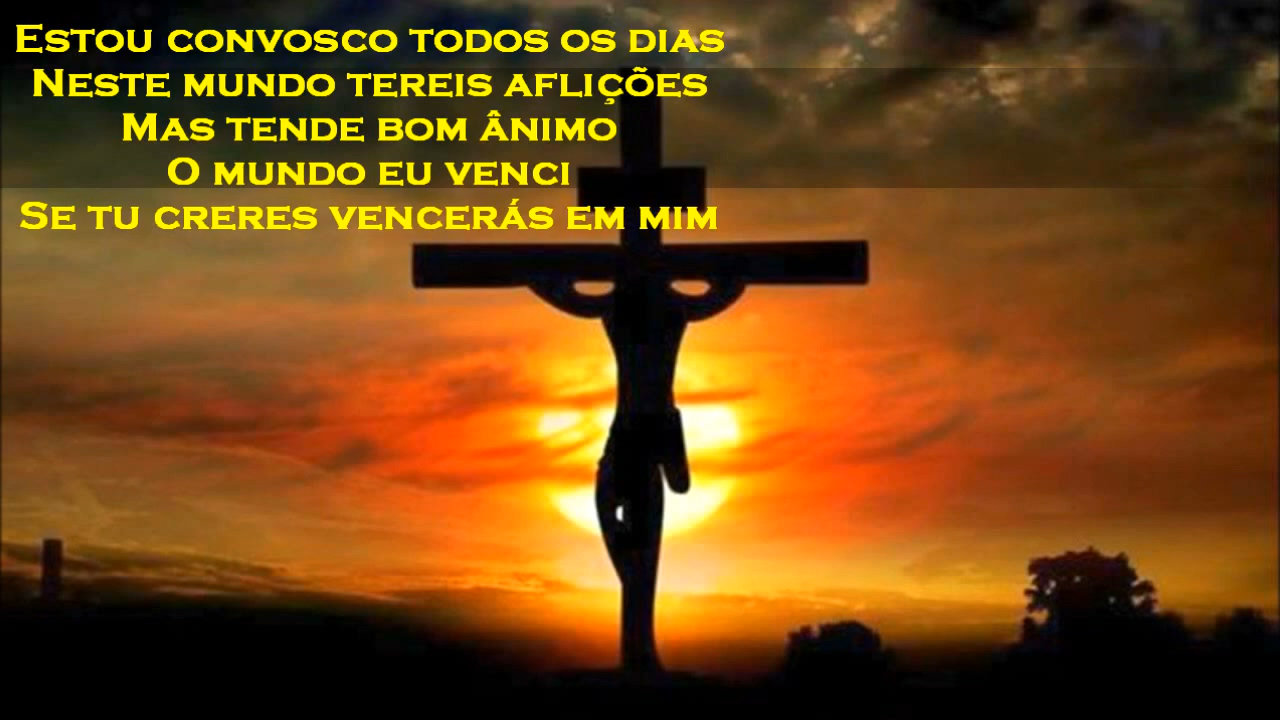 Estou convosco todos os dias
Neste mundo tereis aflições
Mas tende bom ânimo
O mundo eu venci
Se tu creres vencerás em mim